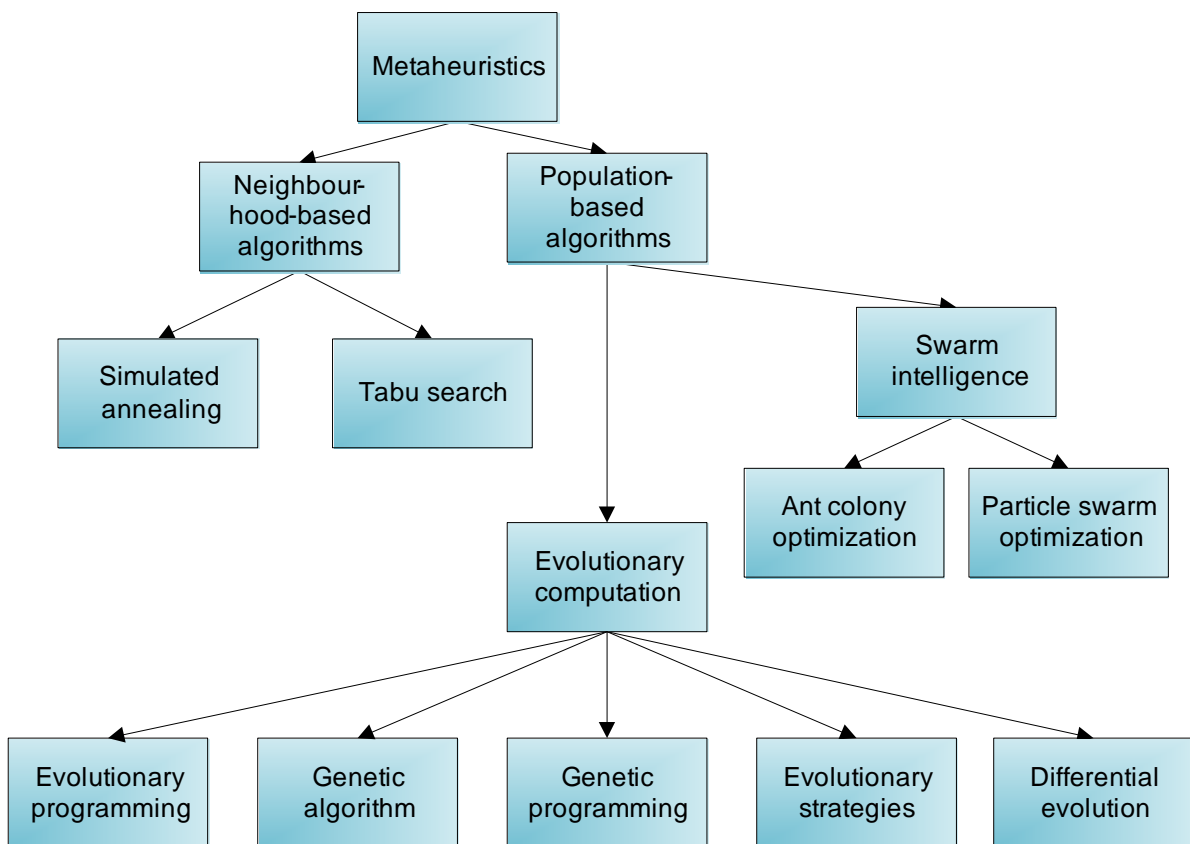 Metaheuristics
Neighbour-
hood-based
algorithms
Population-
based
algorithms
Simulated
annealing
Tabu search
Swarm
intelligence
Ant colony
optimization
Particle swarm
optimization
Evolutionary
computation
Evolutionary
programming
Genetic
algorithm
Genetic
programming
Evolutionary
strategies
Differential
evolution